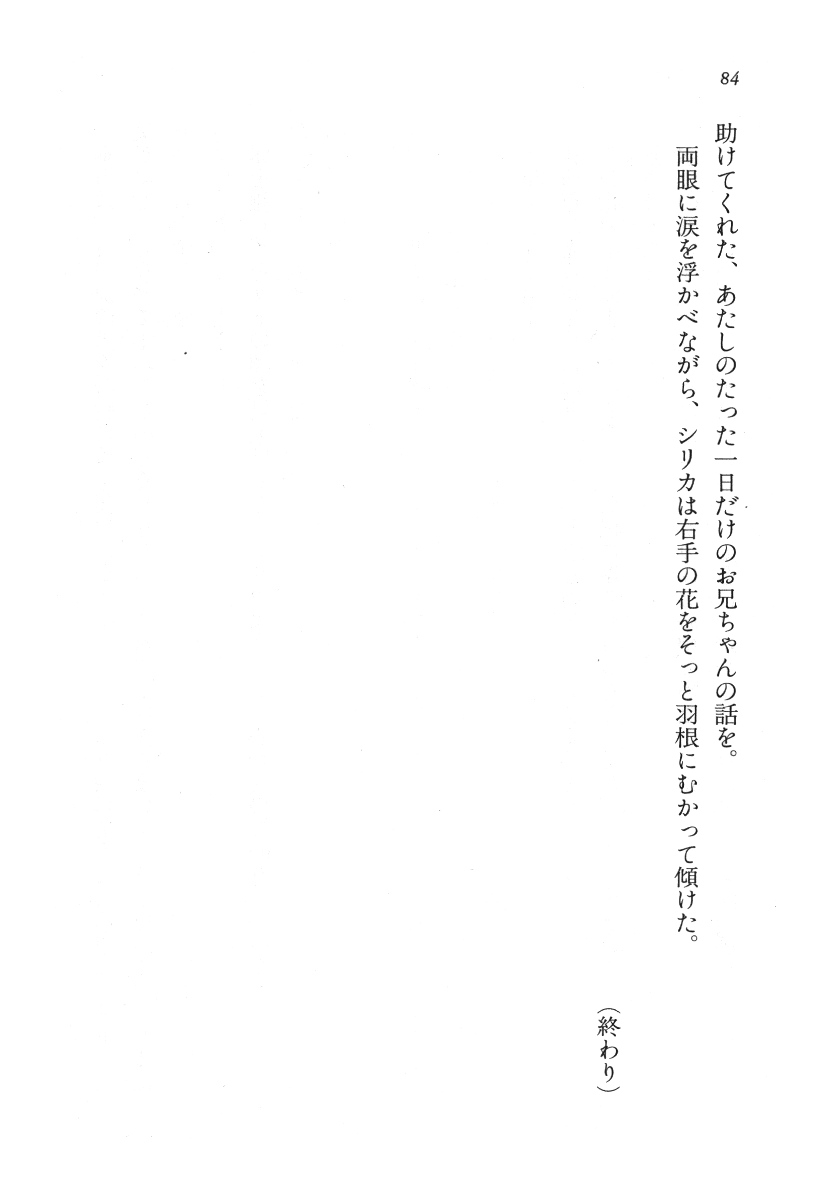 84
助けてくれた、あたしのたった一日だけのお兄ちゃんの話を。
両眼に涙を浮かべながら、シリカは右手の花をそっと羽根にむかって傾けた。
（終わり）